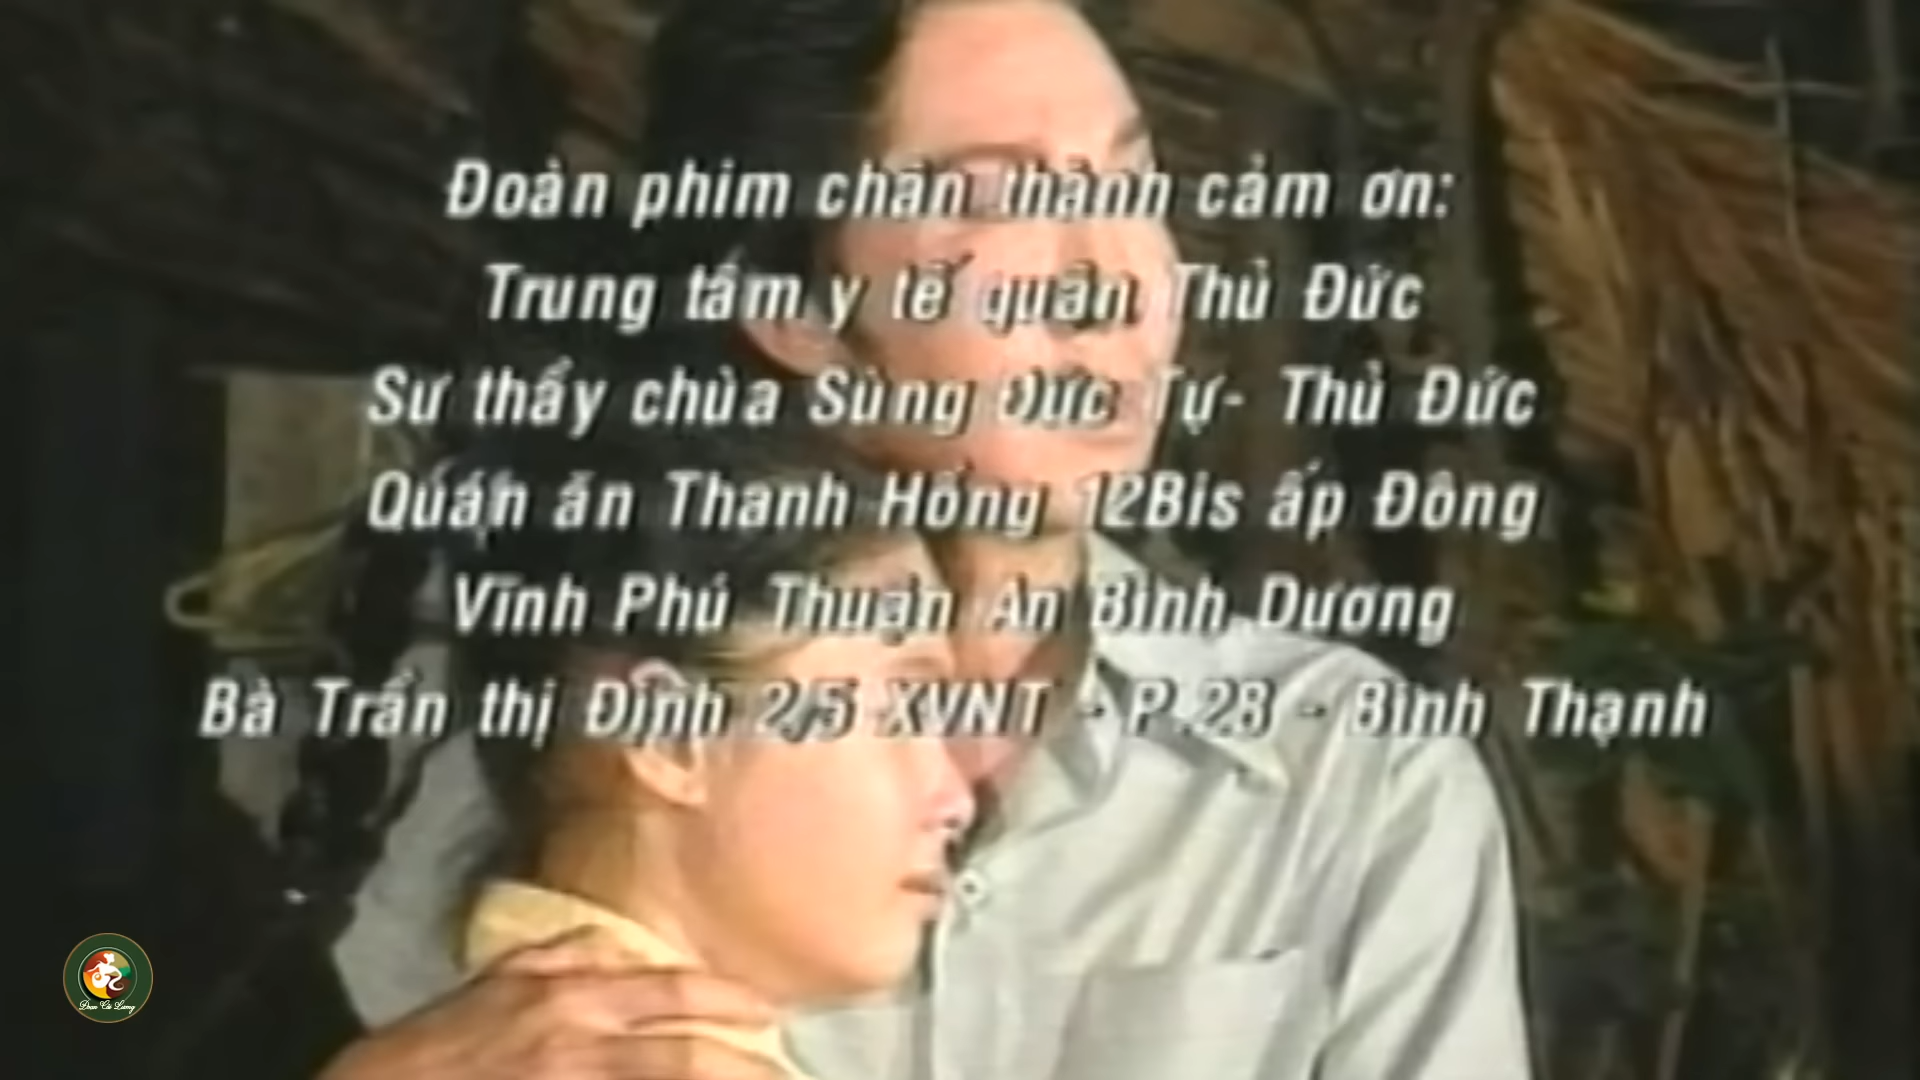 Đoàn phim chân thành cảm ơn:
Trung tâm y tế quận Thủ Đức
Sư thầy chùa Sùng Đức Tự- Thủ Đức
Quán ăn Thanh Hồng 12Bis ấp Đông
Vĩnh Phú Thuận An Bình Dương
Bà Trần thị Định 2/5 XVNT - P.28 - Bình Thạnh